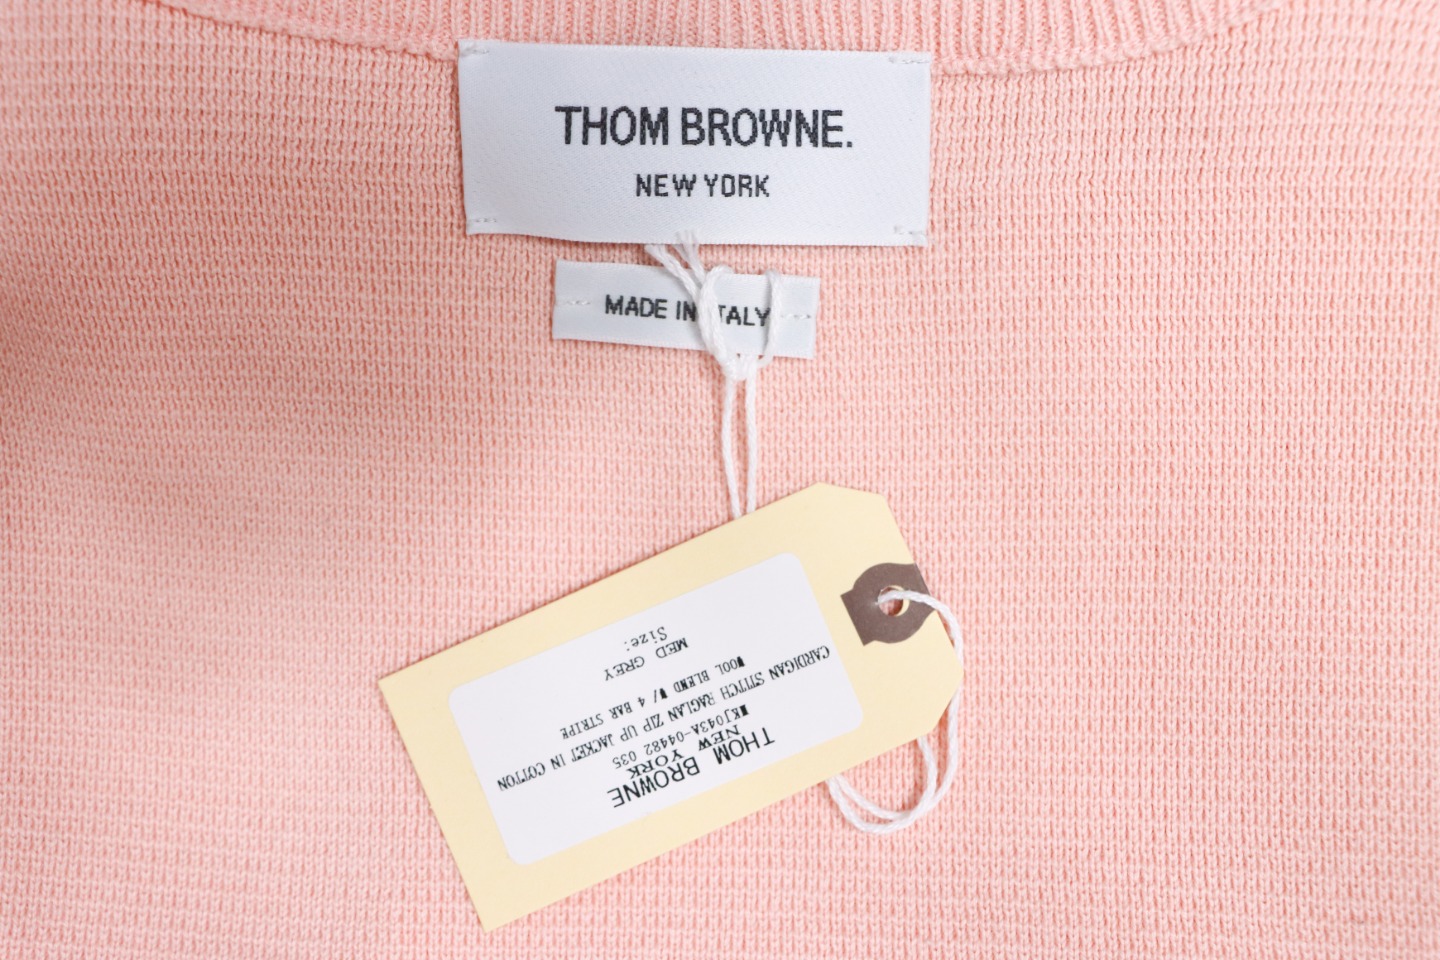 THOM BROWNE.
NEW YORK
MADE IN ITALY
THOM BROWNE
NEW YORK
MKJ043A-04482 035
CARDIGAN STITCH RAGLAN ZIP UP JACKET IN COTTON
WOOL BLEND W/ 4 BAR STRIPE
MED GREY
Size: